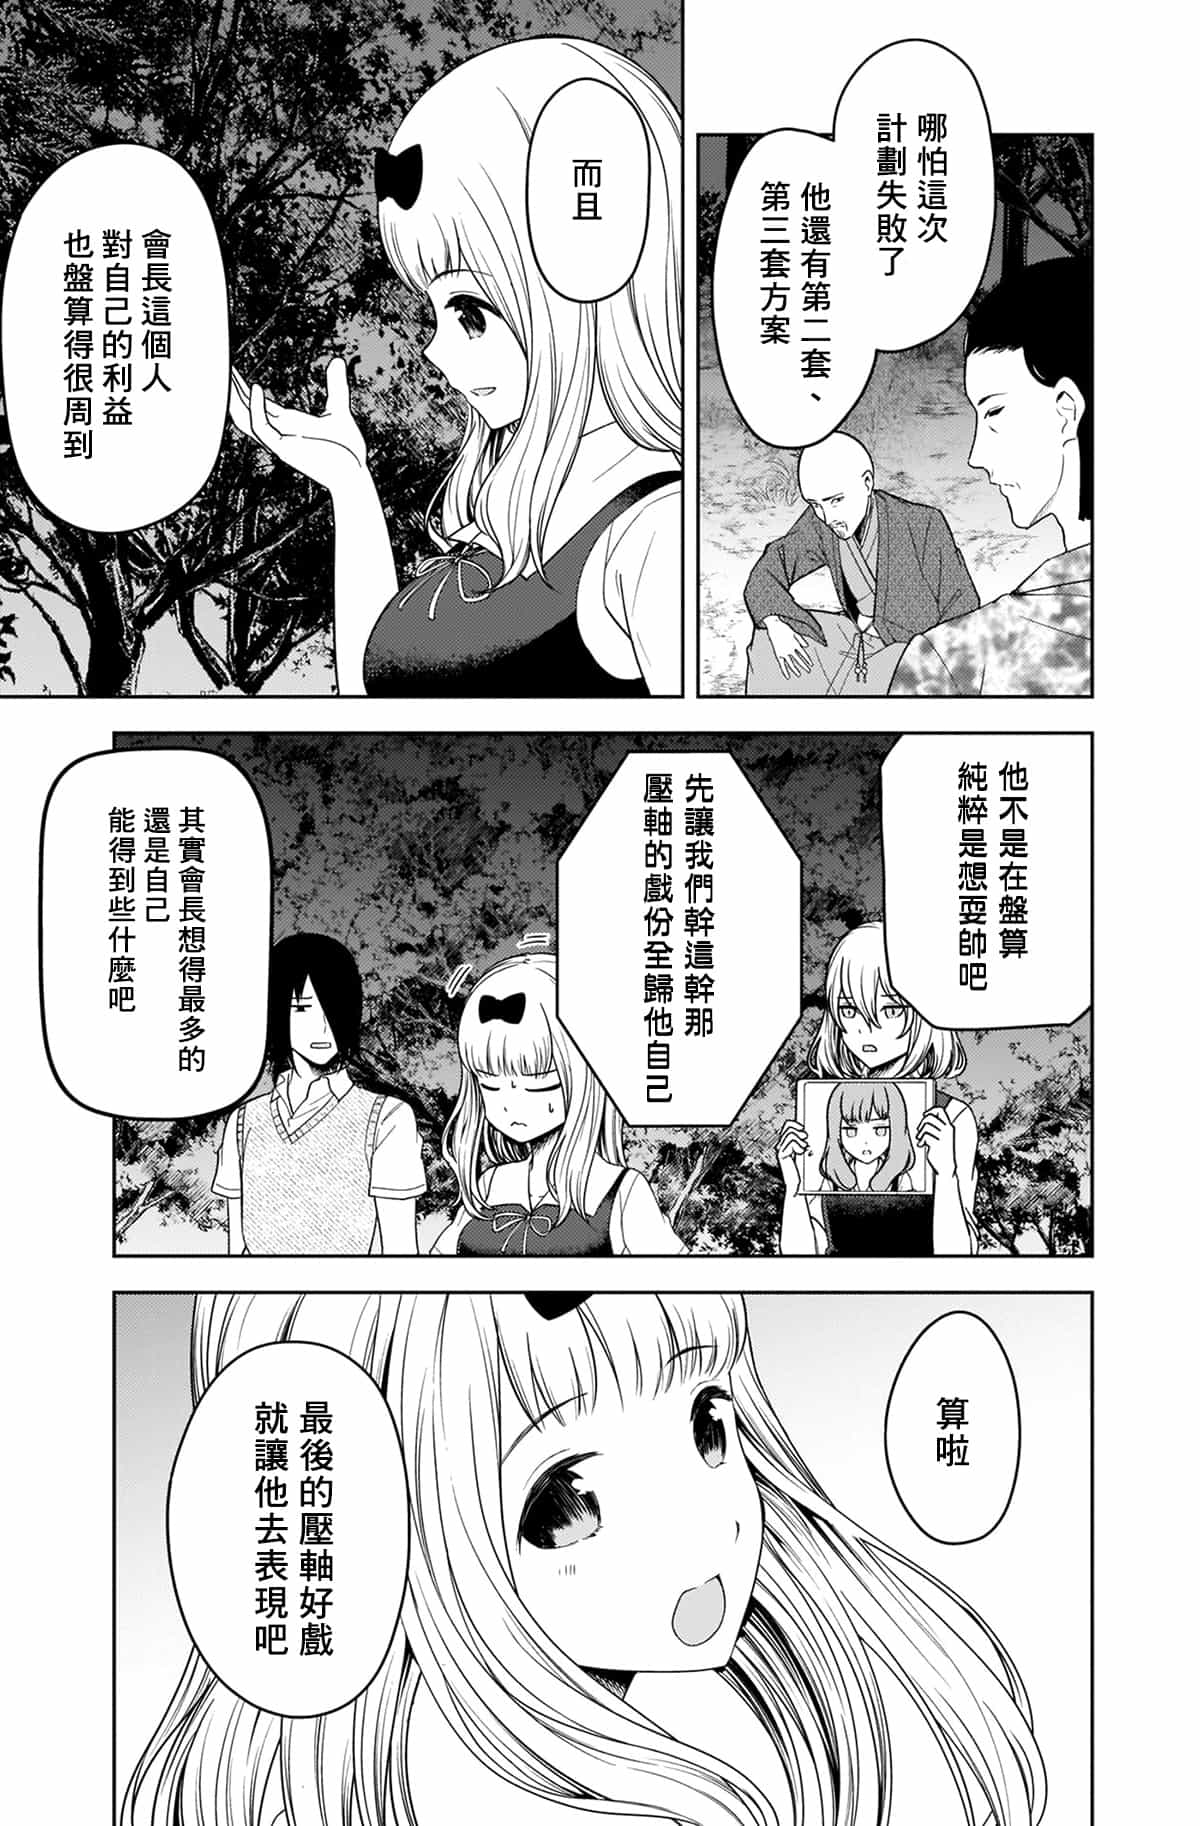 哪怕這次
計劃失敗了
他還有第二套、
第三套方案
而且
會長這個人
對自己的利益
也盤算得很周到
他不是在盤算
純粹是想耍帥吧
先讓我們幹這幹那
壓軸的戲份全歸他自己
其實會長想得最多的
還是自己
能得到些什麼吧
算啦
最後的壓軸好戲
就讓他去表現吧